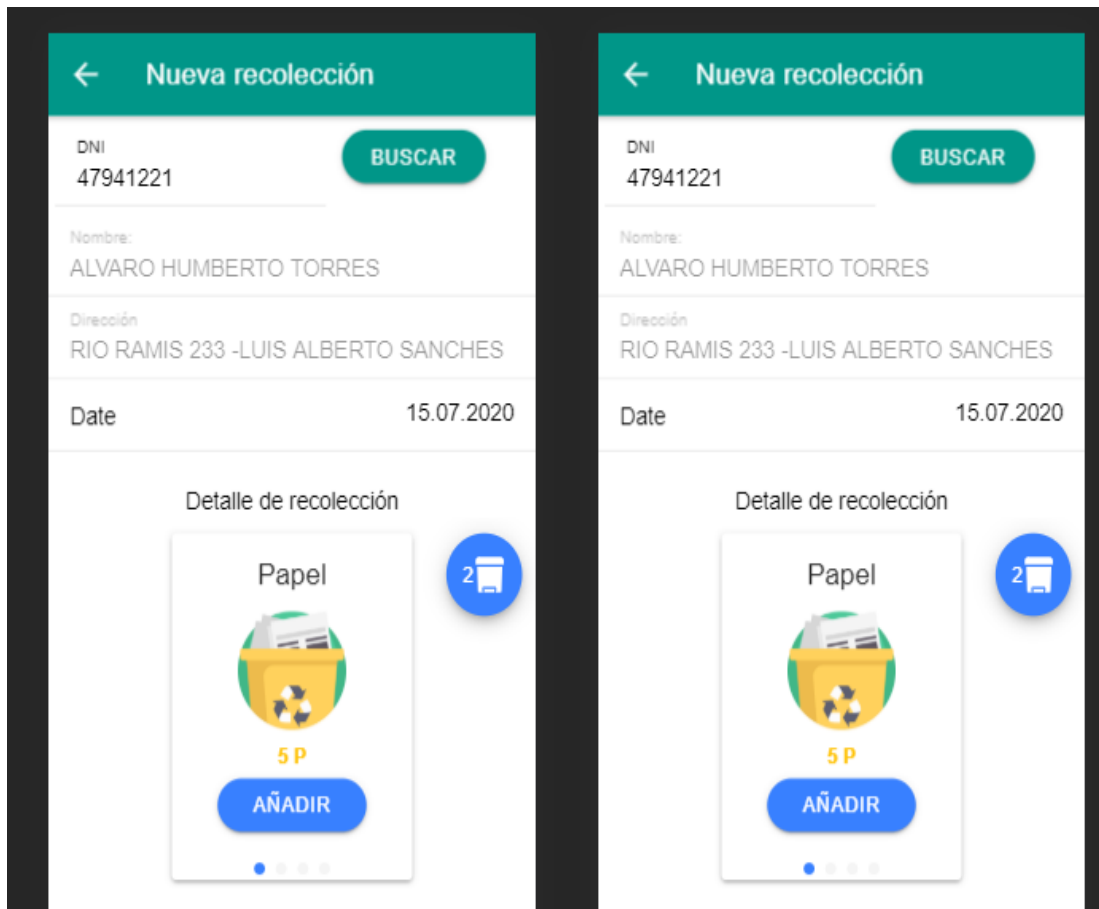 Nueva recolección
DNI
47941221
BUSCAR
Nombre:
ALVARO HUMBERTO TORRES
Dirección
RIO RAMIS 233 -LUIS ALBERTO SANCHES
Date 15.07.2020
Detalle de recolección
Papel
2
5 P
AÑADIR
Nueva recolección
DNI
47941221
BUSCAR
Nombre:
ALVARO HUMBERTO TORRES
Dirección
RIO RAMIS 233 -LUIS ALBERTO SANCHES
Date 15.07.2020
Detalle de recolección
Papel
2
5 P
AÑADIR